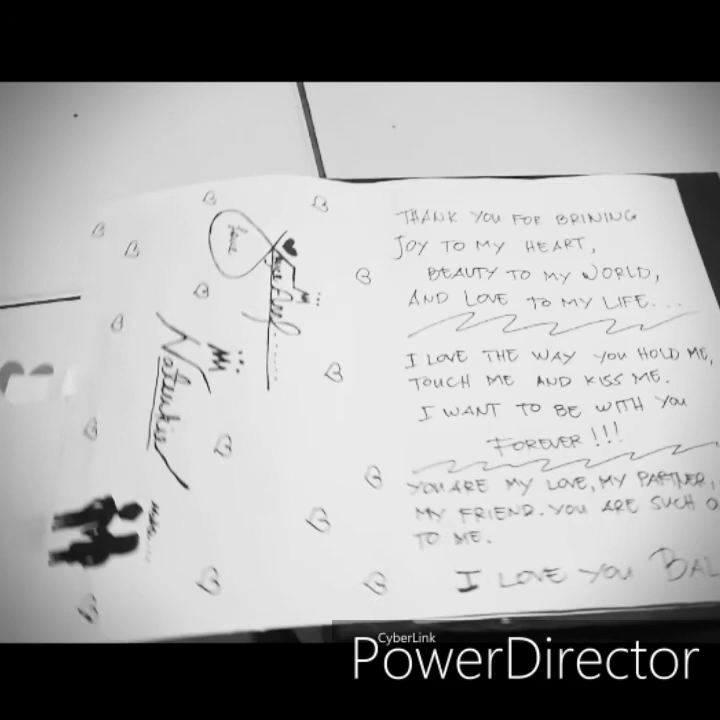 THANK YOU FOR BRINING
JOY TO MY HEART,
BEAUTY TO MY WORLD,
AND LOVE TO MY LIFE...
I LOVE THE WAY YOU HOLD ME,
TOUCH ME AND KISS ME.
I WANT TO BE WITH YOU
FOREVER!!!
YOU ARE MY LOVE, MY PARTNER,
MY FRIEND. YOU ARE SUCH
TO ME.
I LOVE YOU
CyberLink
PowerDirector